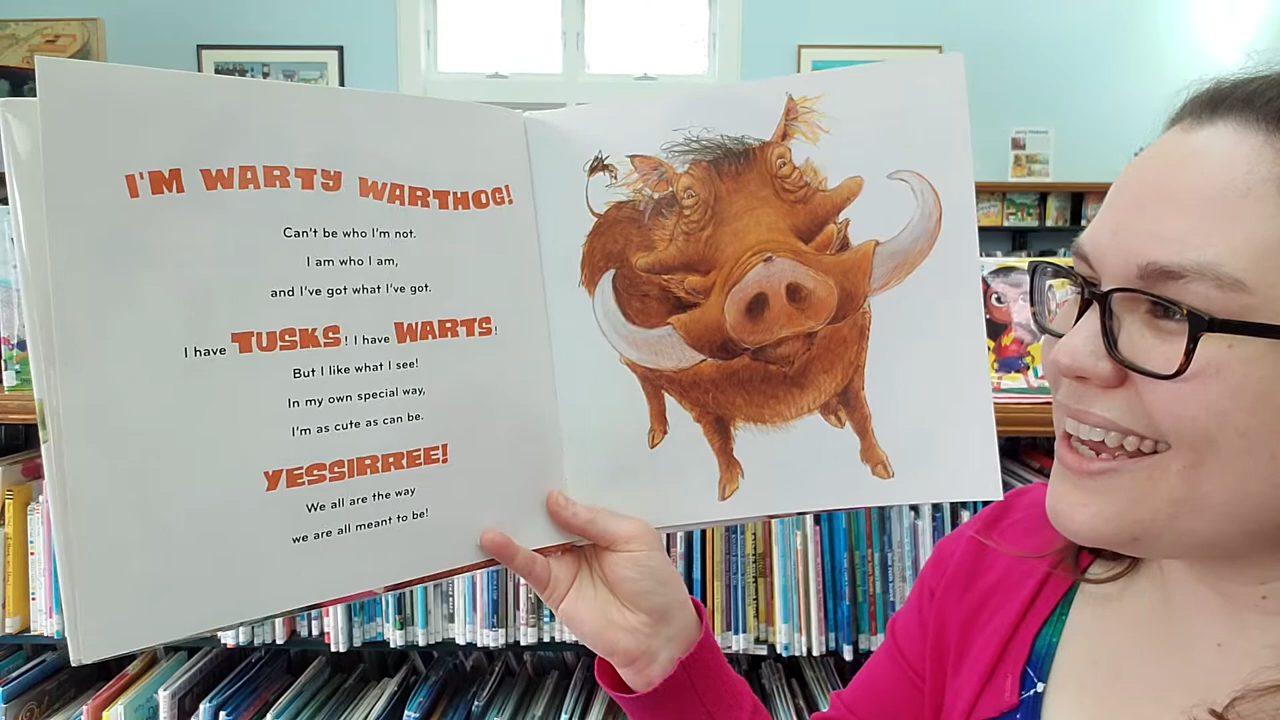 I'M WARTY WARTHOG!
Can't be who I'm not.
I am who I am,
and I've got what I've got.
I have TUSKS! I have WARTS!
But I like what I see!
In my own special way,
I'm as cute as can be.
YESSIRREE!
We all are the way
we are all meant to be!